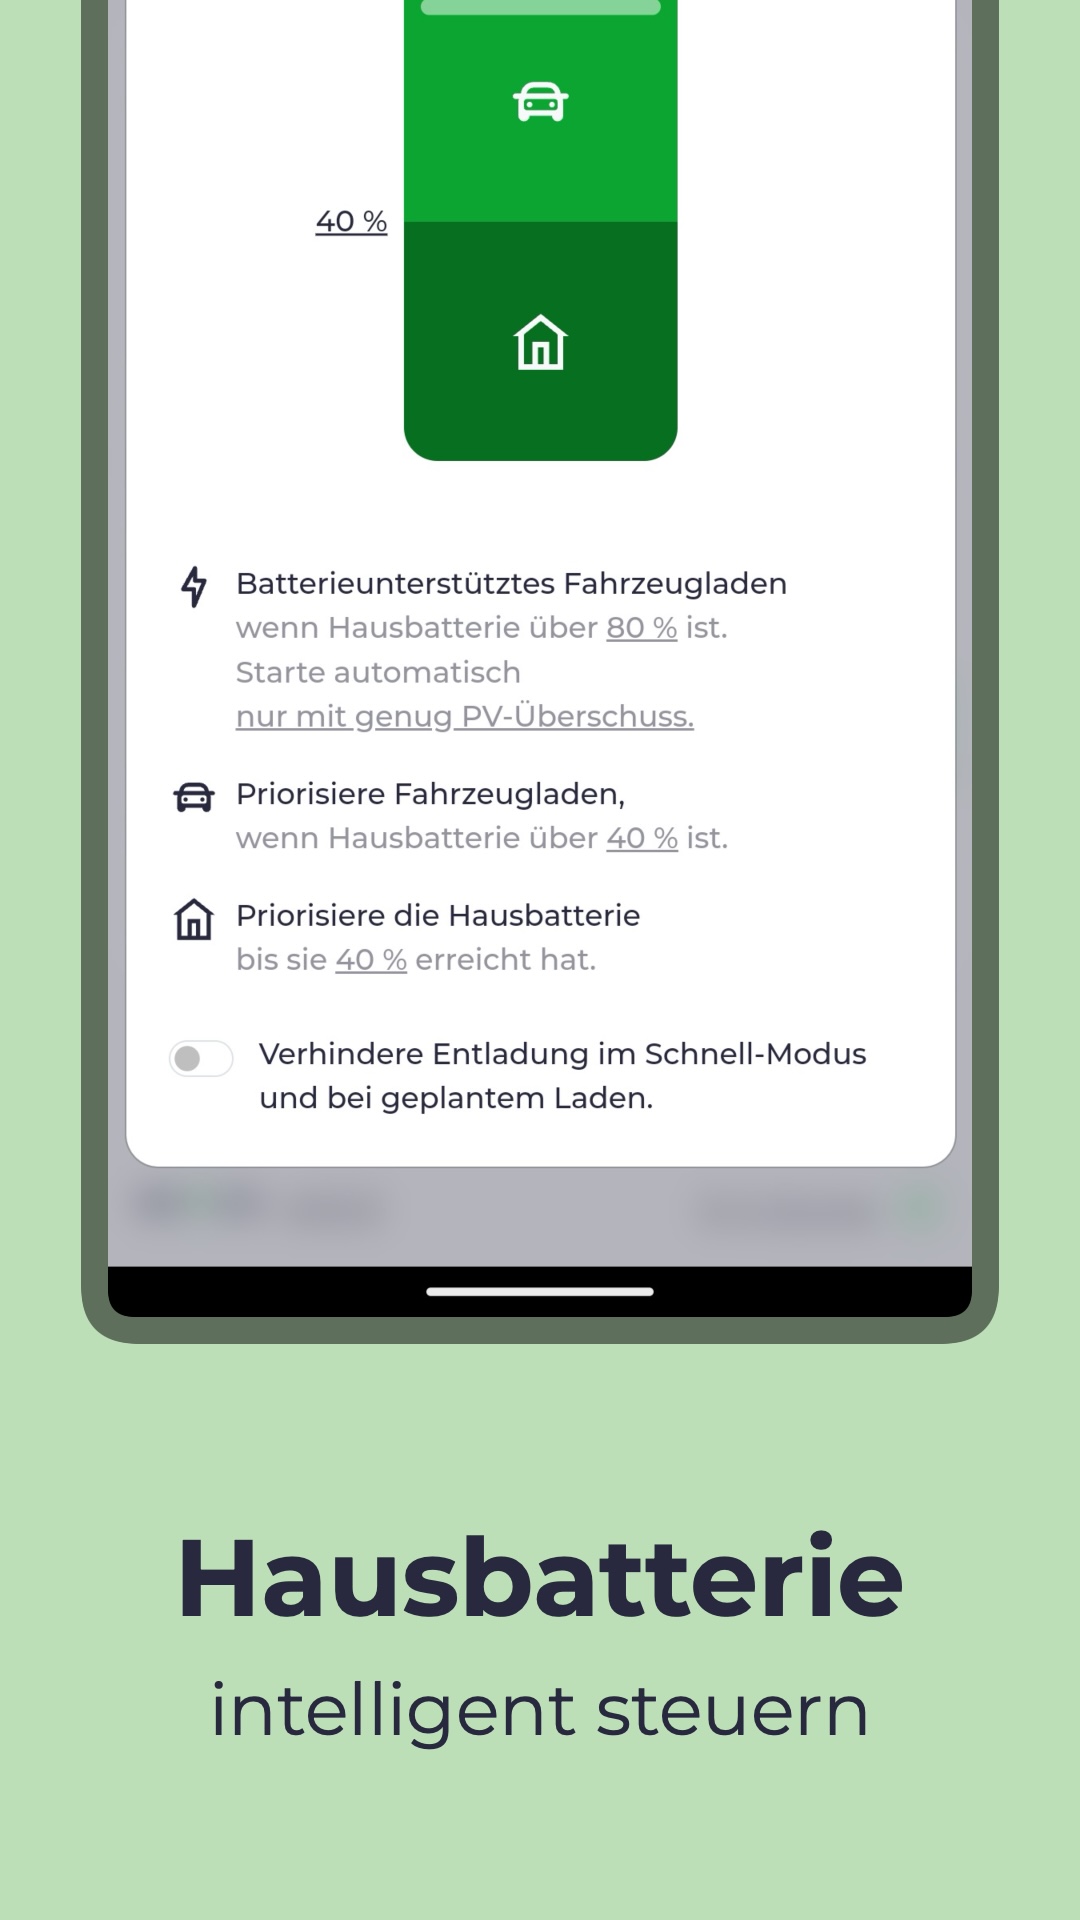 40 %
Batterieunterstütztes Fahrzeugladen
wenn Hausbatterie über 80 % ist.
Starte automatisch
nur mit genug PV-Überschuss.
Priorisiere Fahrzeugladen,
wenn Hausbatterie über 40 % ist.
Priorisiere die Hausbatterie
bis sie 40 % erreicht hat.
Verhindere Entladung im Schnell-Modus
und bei geplantem Laden.
Hausbatterie
intelligent steuern